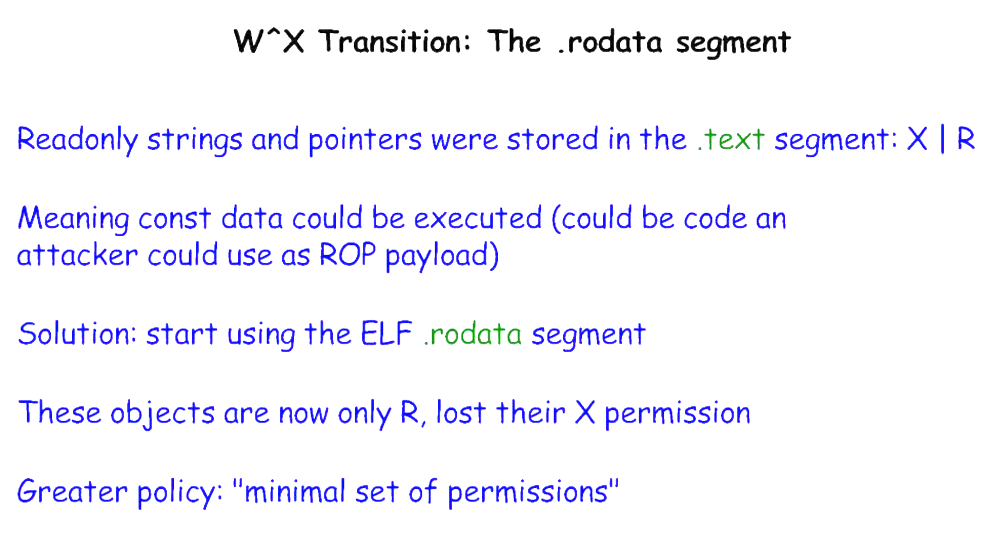 W^X Transition: The .rodata segment
Readonly strings and pointers were stored in the .text segment: X | R
Meaning const data could be executed (could be code an
attacker could use as ROP payload)
Solution: start using the ELF .rodata segment
These objects are now only R, lost their X permission
Greater policy: "minimal set of permissions"